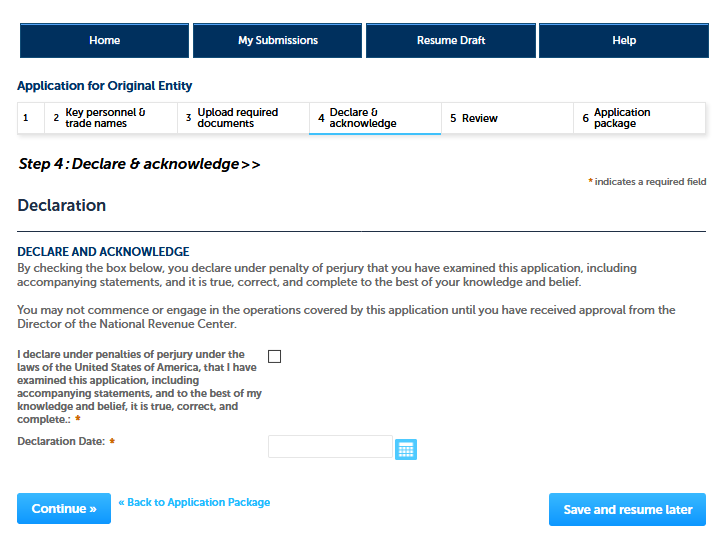 Home My Submissions Resume Draft Help
Application for Original Entity
1 2 Key personnel & trade names 3 Upload required documents 4 Declare & acknowledge 5 Review 6 Application package
Step 4 : Declare & acknowledge>>
* indicates a required field
Declaration
DECLARE AND ACKNOWLEDGE
By checking the box below, you declare under penalty of perjury that you have examined this application, including
accompanying statements, and it is true, correct, and complete to the best of your knowledge and belief.
You may not commence or engage in the operations covered by this application until you have received approval from the
Director of the National Revenue Center.
I declare under penalties of perjury under the
laws of the United States of America, that I have
examined this application, including
accompanying statements, and to the best of my
knowledge and belief, it is true, correct, and
complete.: *
Declaration Date: *
Continue » « Back to Application Package Save and resume later